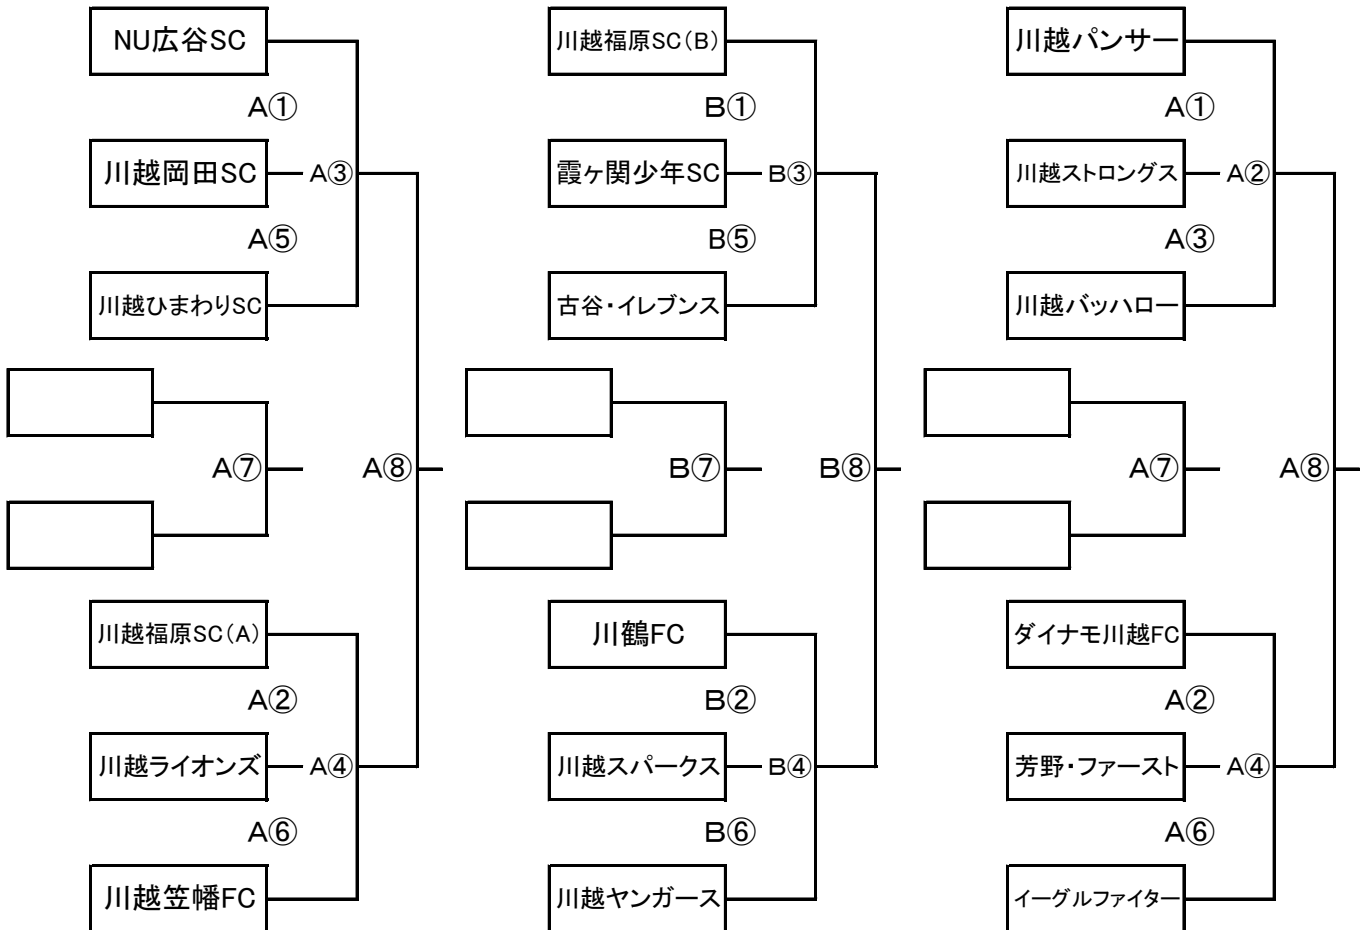 NU広谷SC
A①
川越岡田SC
A③
A⑤
川越ひまわりSC
A⑦
A⑧
川越福原SC(A)
A②
川越ライオンズ
A④
A⑥
川越笠幡FC
川越福原SC(B)
B①
霞ヶ関少年SC
B③
B⑤
古谷・イレブンス
B⑦
B⑧
川鶴FC
B②
川越スパークス
B④
B⑥
川越ヤンガース
川越パンサー
A①
川越ストロングス
A②
A③
川越バッハロー
A⑦
A⑧
ダイナモ川越FC
A②
芳野・ファースト
A④
A⑥
イーグルファイター